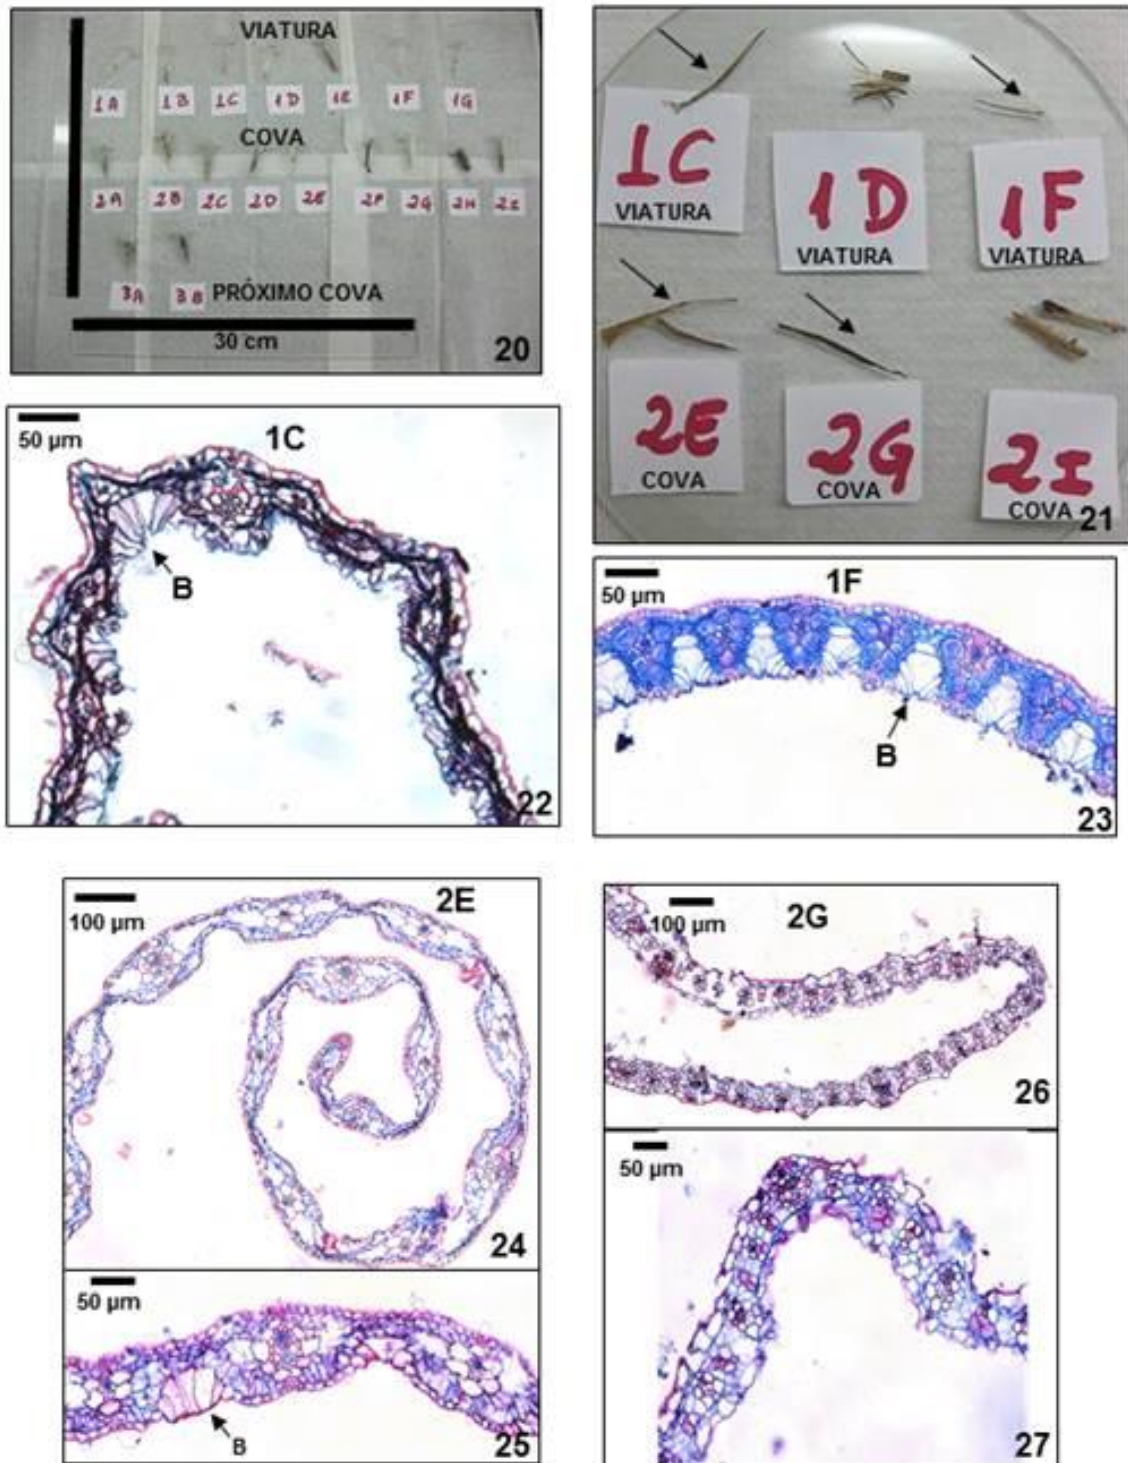 VIATURA
1A 1B 1C 1D 1E 1F 1G
COVA
2A 2B 2C 2D 2E 2F 2G 2H 2I
3A 3B PRÓXIMO COVA
30 cm
20
1C
VIATURA
1D
VIATURA
1F
VIATURA
2E
COVA
2G
COVA
2I
COVA
21
50 µm
1C
B
22
50 µm
1F
B
23
100 µm
2E
24
50 µm
B
25
100 µm
2G
26
50 µm
27